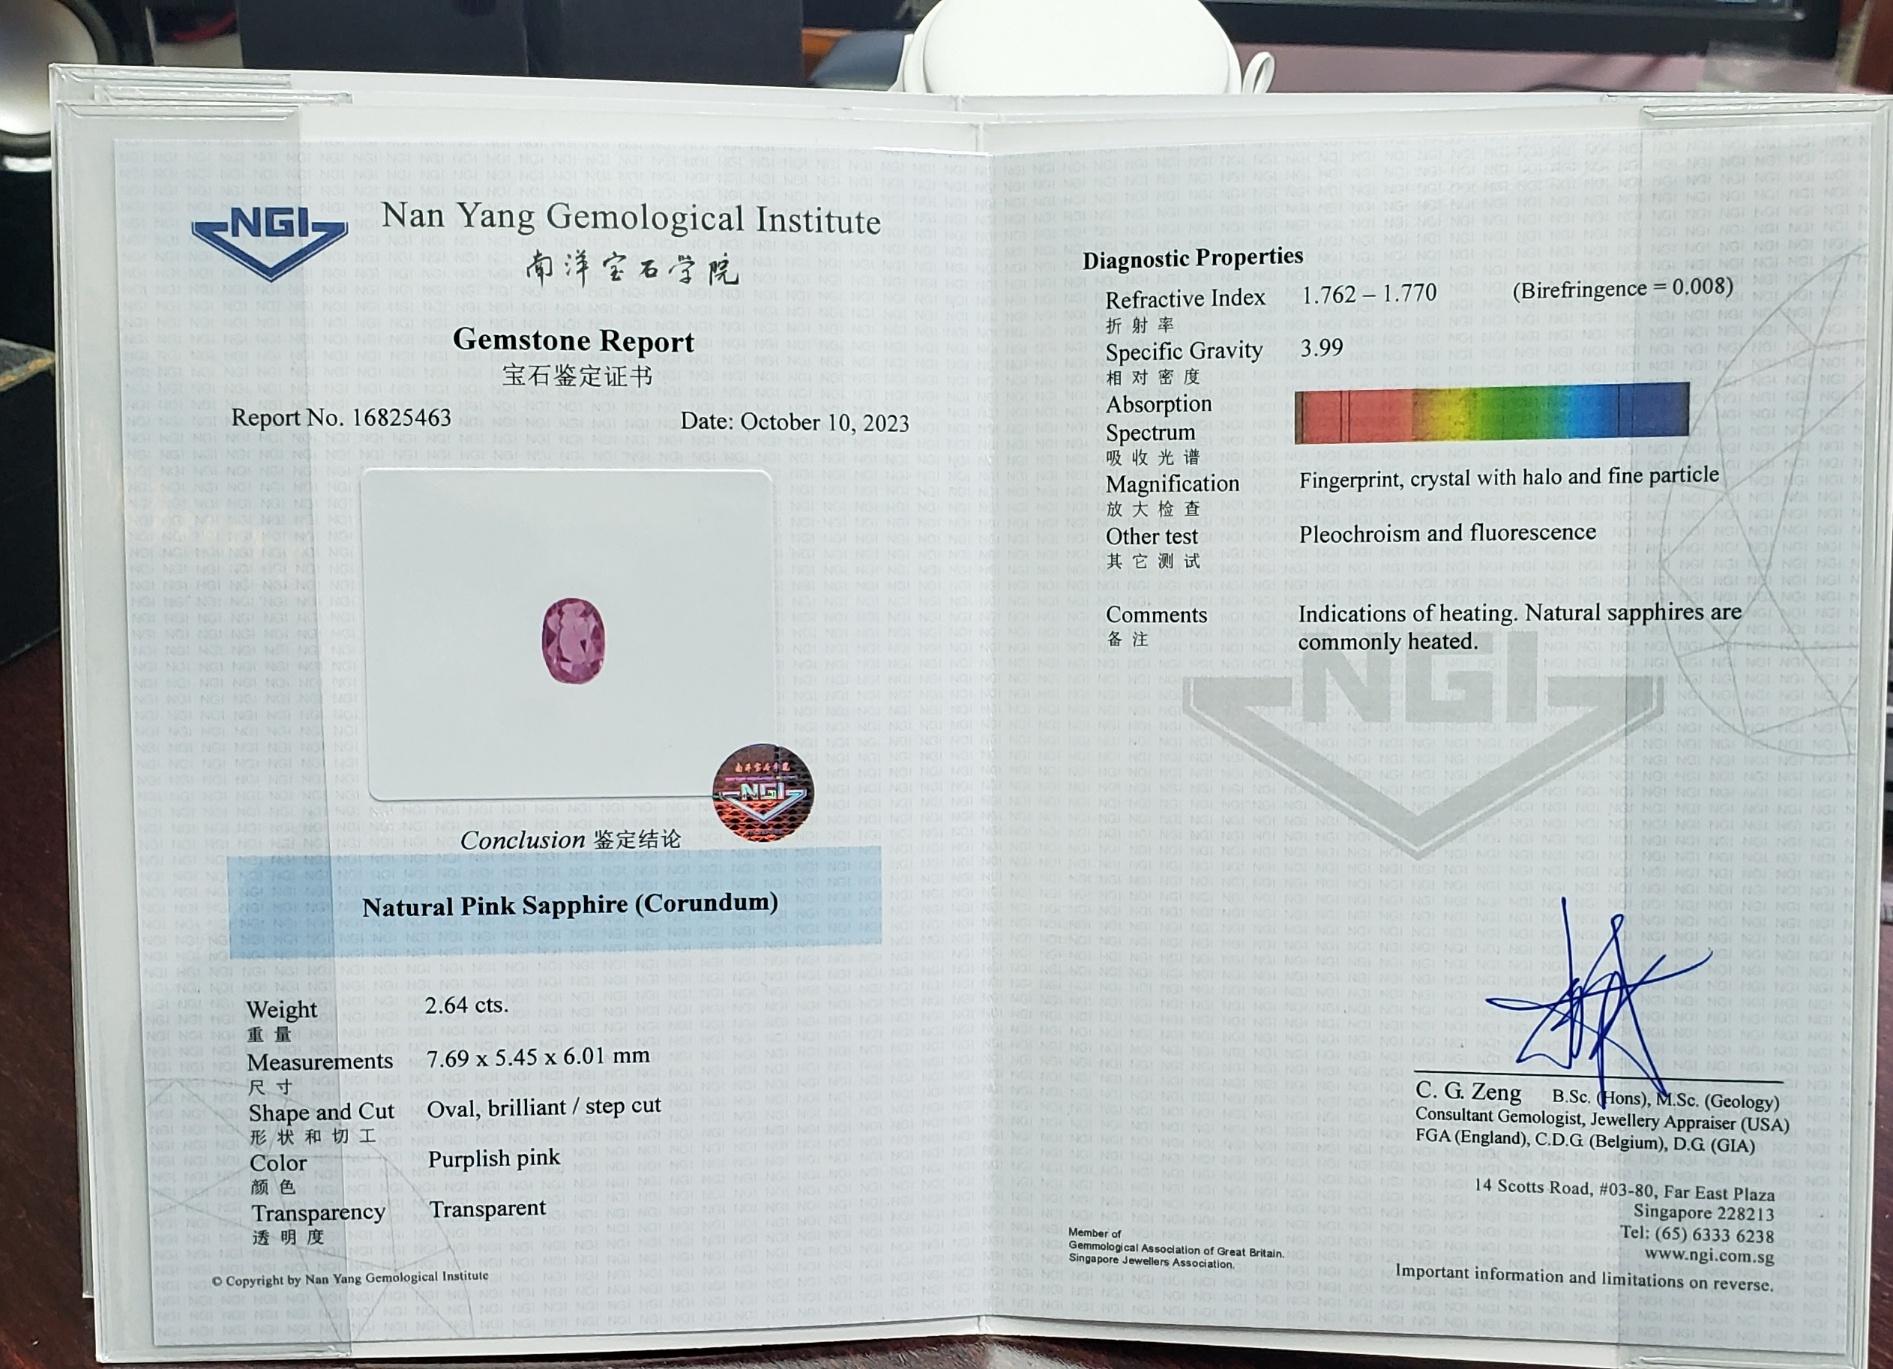 NGI
Nan Yang Gemological Institute
南洋宝石学院
Gemstone Report
宝石鉴定证书
Report No. 16825463
Date: October 10, 2023
南洋宝石学院
NGI
Conclusion 鉴定结论
Natural Pink Sapphire (Corundum)
Weight 2.64 cts.
重量
Measurements 7.69 x 5.45 x 6.01 mm
尺寸
Shape and Cut Oval, brilliant / step cut
形状和切工
Color Purplish pink
颜色
Transparency Transparent
透明度
© Copyright by Nan Yang Gemological Institute
Diagnostic Properties
Refractive Index 1.762 – 1.770 (Birefringence = 0.008)
折射率
Specific Gravity 3.99
相对密度
Absorption
Spectrum
吸收光谱
Magnification Fingerprint, crystal with halo and fine particle
放大检查
Other test Pleochroism and fluorescence
其它测试
Comments Indications of heating. Natural sapphires are
备注 commonly heated.
NGI
C. G. Zeng B.Sc. (Hons), M.Sc. (Geology)
Consultant Gemologist, Jewellery Appraiser (USA)
FGA (England), C.D.G. (Belgium), D.G. (GIA)
14 Scotts Road, #03-80, Far East Plaza
Singapore 228213
Tel: (65) 6333 6238
www.ngi.com.sg
Member of
Gemmological Association of Great Britain.
Singapore Jewellers Association.
Important information and limitations on reverse.